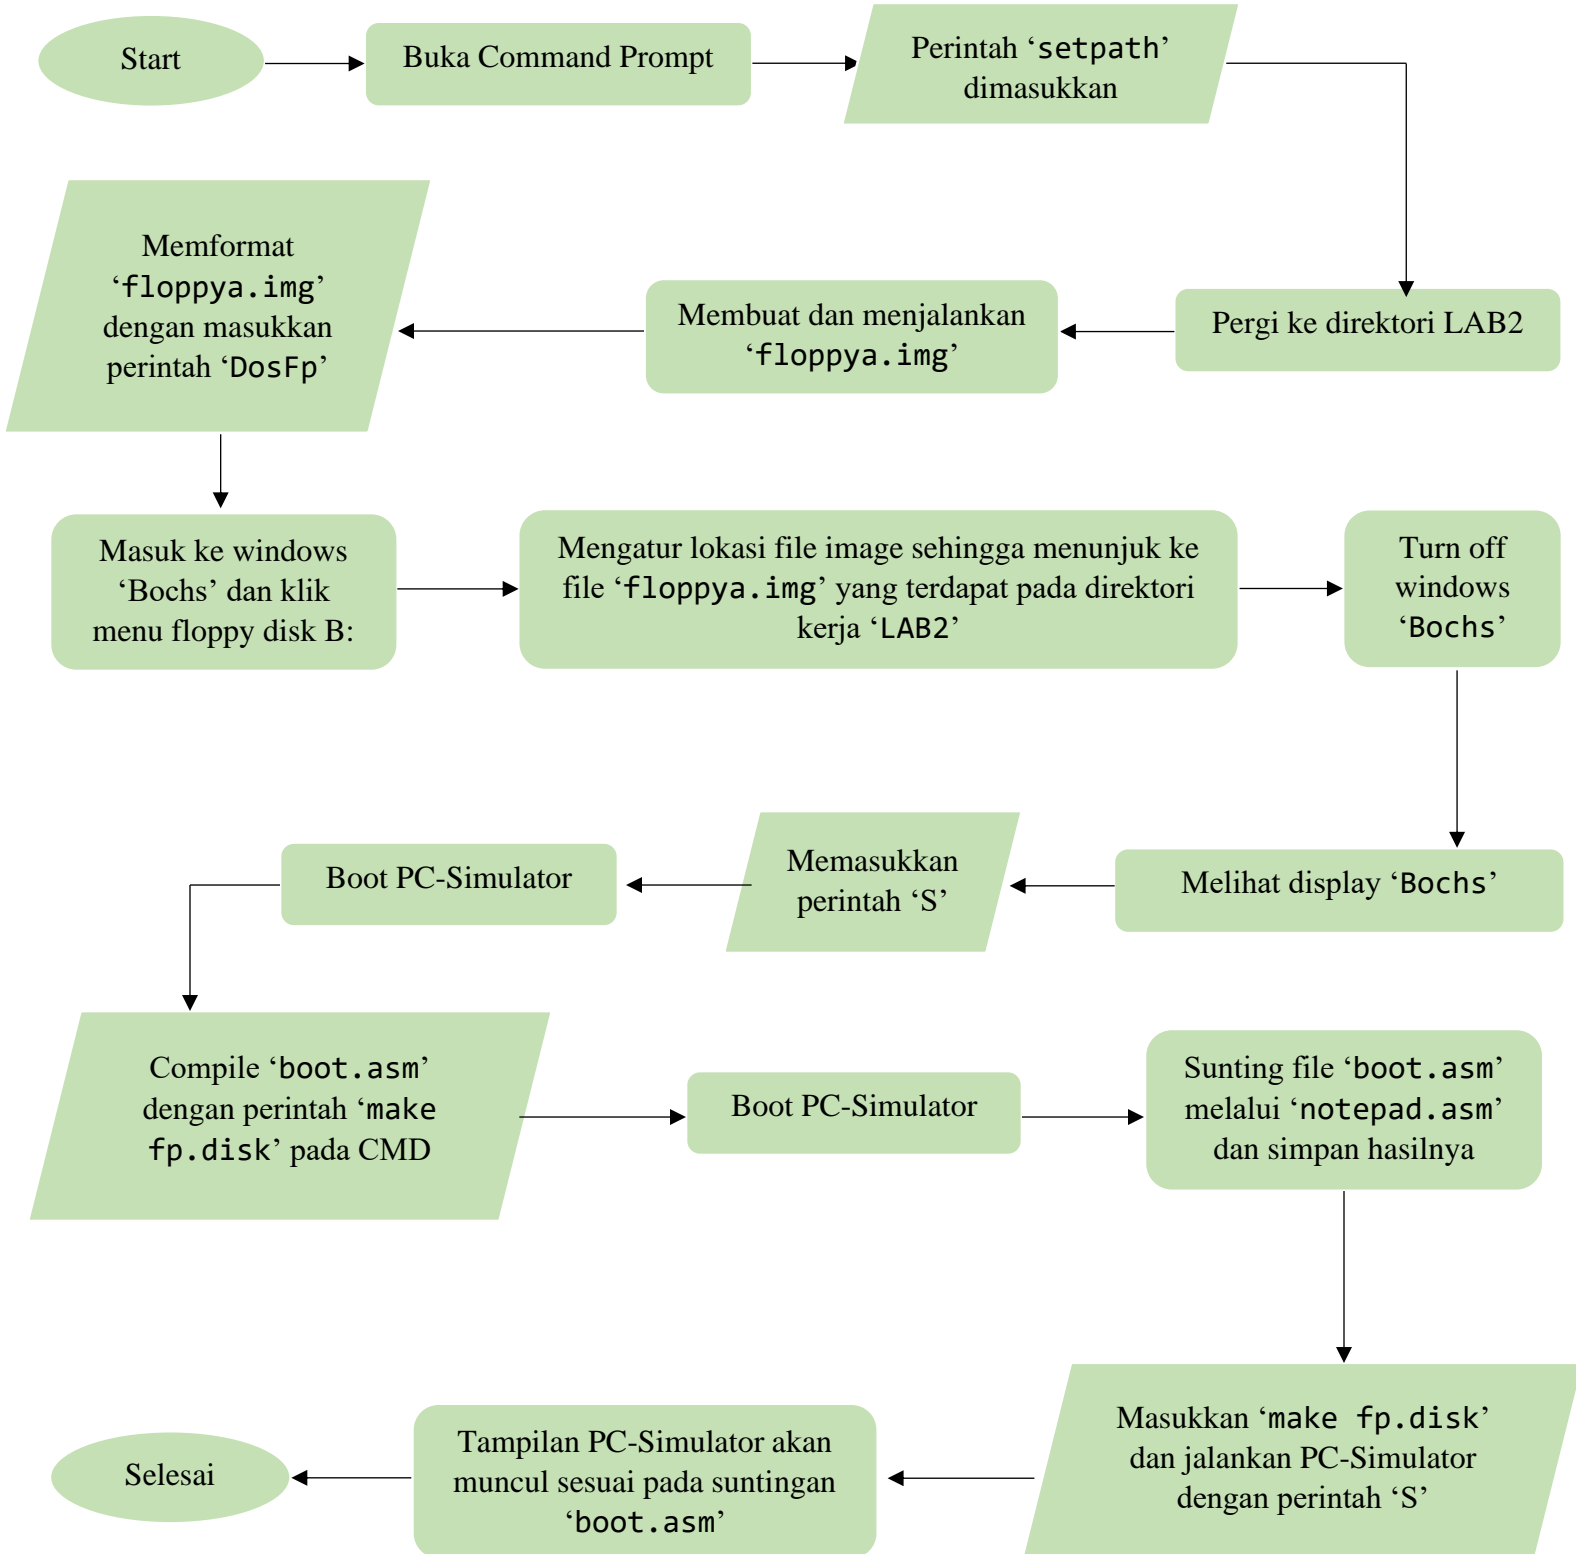 Start
Buka Command Prompt
Perintah ‘setpath’
dimasukkan
Pergi ke direktori LAB2
Membuat dan menjalankan
‘floppya.img’
Memformat
‘floppya.img’
dengan masukkan
perintah ‘DosFp’
Masuk ke windows
‘Bochs’ dan klik
menu floppy disk B:
Mengatur lokasi file image sehingga menunjuk ke
file ‘floppya.img’ yang terdapat pada direktori
kerja ‘LAB2’
Turn off
windows
‘Bochs’
Melihat display ‘Bochs’
Memasukkan
perintah ‘S’
Boot PC-Simulator
Compile ‘boot.asm’
dengan perintah ‘make
fp.disk’ pada CMD
Boot PC-Simulator
Sunting file ‘boot.asm’
melalui ‘notepad.asm’
dan simpan hasilnya
Masukkan ‘make fp.disk’
dan jalankan PC-Simulator
dengan perintah ‘S’
Tampilan PC-Simulator akan
muncul sesuai pada suntingan
‘boot.asm’
Selesai